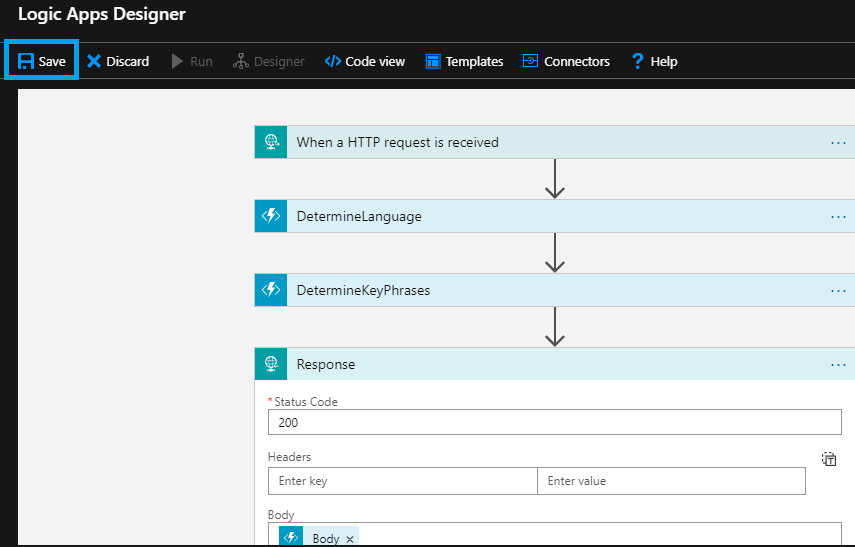 Logic Apps Designer
Save Discard Run Designer Code view Templates Connectors ? Help
When a HTTP request is received ...
DetermineLanguage ...
DetermineKeyPhrases ...
Response ...
*Status Code
200
Headers
Enter key Enter value
Body
Body ×